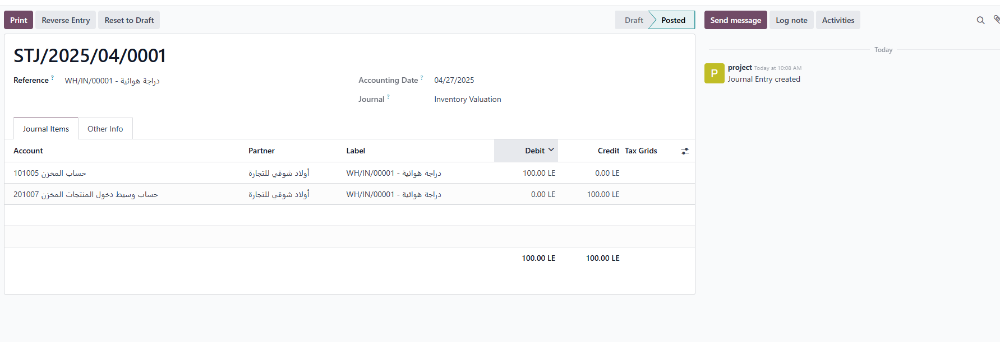 Print Reverse Entry Reset to Draft Draft Posted Send message Log note Activities
STJ/2025/04/0001
Reference ? WH/IN/00001 - دراجة هوائية
Accounting Date ? 04/27/2025
Journal ? Inventory Valuation
Journal Items Other Info
Account Partner Label Debit Credit Tax Grids
101005 حساب المخزن أولاد شوقي للتجارة WH/IN/00001 - دراجة هوائية 100.00 LE 0.00 LE
201007 حساب وسيط دخول المنتجات المخزن أولاد شوقي للتجارة WH/IN/00001 - دراجة هوائية 0.00 LE 100.00 LE
100.00 LE 100.00 LE
Today
P project Today at 10:08 AM
Journal Entry created